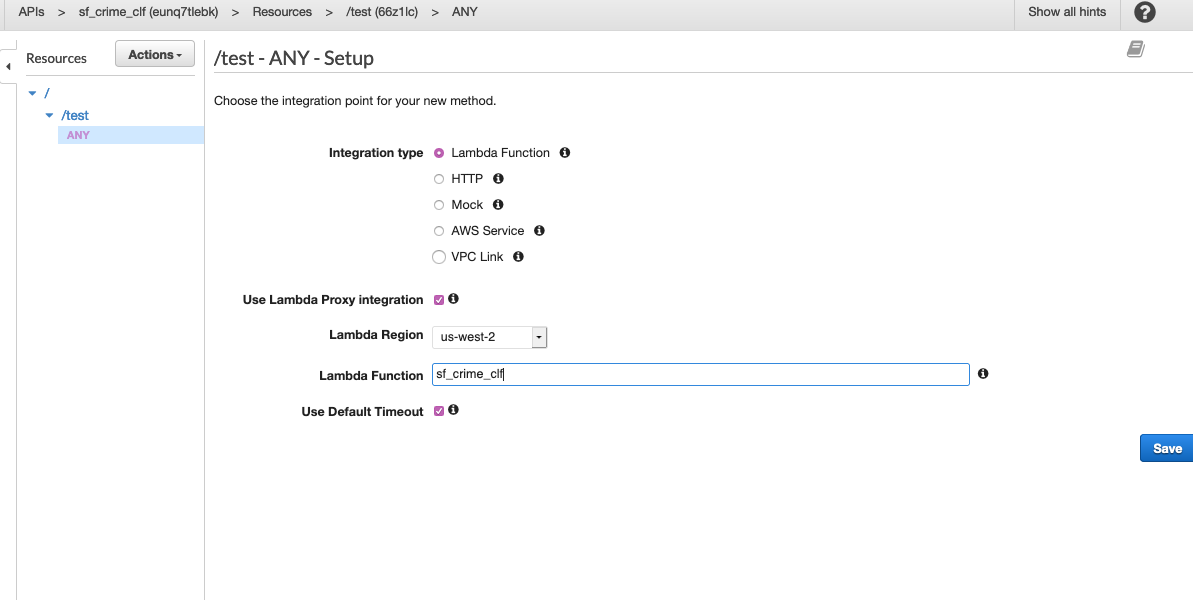 APIs > sf_crime_clf (eunq7tlebk) > Resources > /test (66z1lc) > ANY Show all hints ?
Resources Actions
/test - ANY - Setup
/
/test
ANY
Choose the integration point for your new method.
Integration type Lambda Function
HTTP
Mock
AWS Service
VPC Link
Use Lambda Proxy integration
Lambda Region us-west-2
Lambda Function sf_crime_clf
Use Default Timeout
Save